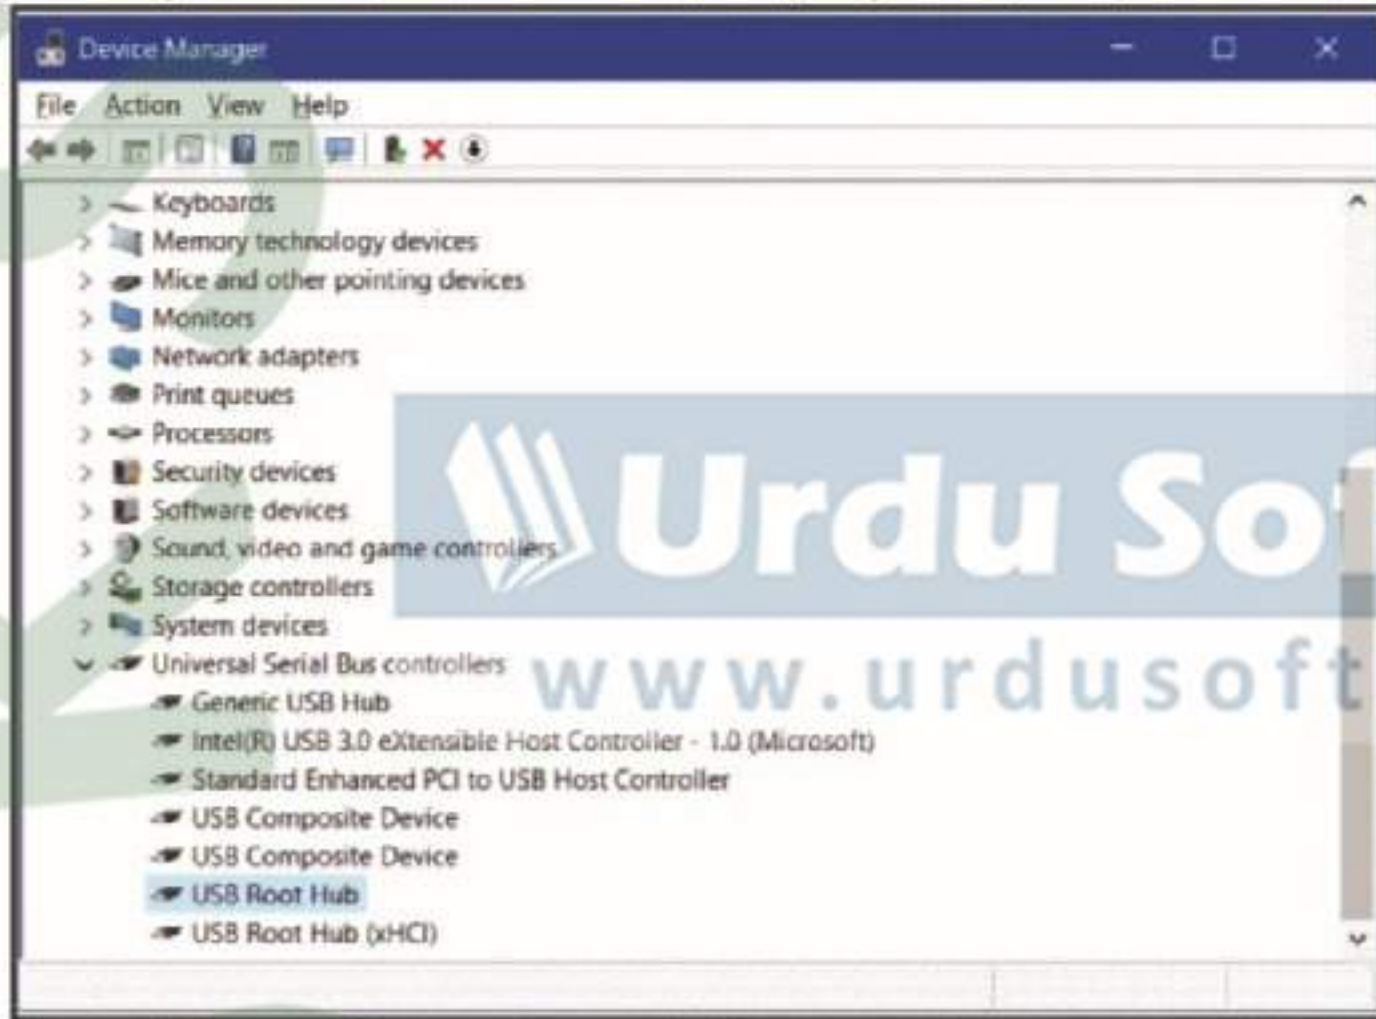 Device Manager
File Action View Help
Keyboards
Memory technology devices
Mice and other pointing devices
Monitors
Network adapters
Print queues
Processors
Security devices
Software devices
Sound, video and game controllers
Storage controllers
System devices
Universal Serial Bus controllers
Generic USB Hub
Intel(R) USB 3.0 eXtensible Host Controller - 1.0 (Microsoft)
Standard Enhanced PCI to USB Host Controller
USB Composite Device
USB Composite Device
USB Root Hub
USB Root Hub (xHCI)
Urdu Sof
www.urdusoft